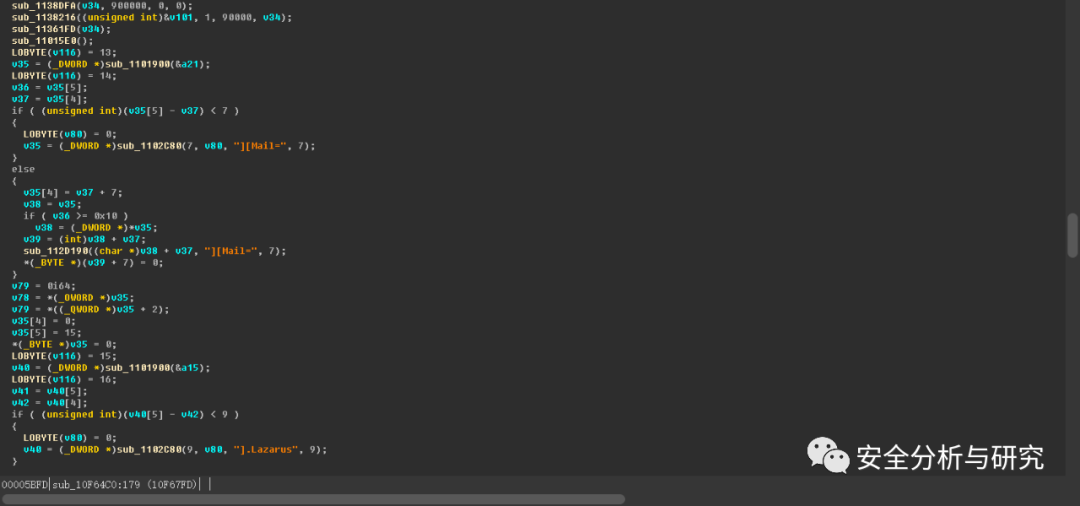 sub_1138DFA(v34, 900000, 0, 0);
sub_1138216((unsigned int)&v101, 1, 90000, v34);
sub_11361FD(v34);
sub_11015E0();
LOBYTE(v116) = 13;
v35 = (_DWORD *)sub_1101900(&a21);
LOBYTE(v116) = 14;
v36 = v35[5];
v37 = v35[4];
if ( (unsigned int)(v35[5] - v37) < 7 )
{
LOBYTE(v80) = 0;
v35 = (_DWORD *)sub_1102C80(7, v80, "][Mail=", 7);
}
else
{
v35[4] = v37 + 7;
v38 = v35;
if ( v36 >= 0x10 )
v38 = (_DWORD *)*v35;
v39 = (int)v38 + v37;
sub_112D190((char *)v38 + v37, "][Mail=", 7);
*(_BYTE *)(v39 + 7) = 0;
}
v79 = 0i64;
v78 = *(_OWORD *)v35;
v79 = *((_QWORD *)v35 + 2);
v35[4] = 0;
v35[5] = 15;
*(_BYTE *)v35 = 0;
LOBYTE(v116) = 15;
v40 = (_DWORD *)sub_1101900(&a15);
LOBYTE(v116) = 16;
v41 = v40[5];
v42 = v40[4];
if ( (unsigned int)(v40[5] - v42) < 9 )
{
LOBYTE(v80) = 0;
v40 = (_DWORD *)sub_1102C80(9, v80, "].Lazarus", 9);
}
安全分析与研究
00005BFD sub_10F64C0:179 (10F67FD)